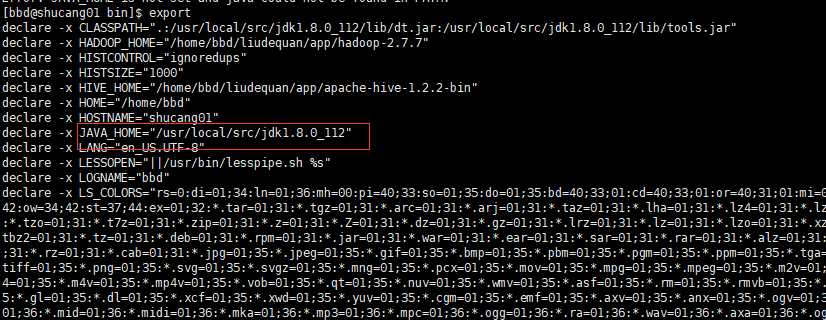 [bbd@shucang01 bin]$ export
declare -x CLASSPATH=".:/usr/local/src/jdk1.8.0_112/lib/dt.jar:/usr/local/src/jdk1.8.0_112/lib/tools.jar"
declare -x HADOOP_HOME="/home/bbd/liudequan/app/hadoop-2.7.7"
declare -x HISTCONTROL="ignoredups"
declare -x HISTSIZE="1000"
declare -x HIVE_HOME="/home/bbd/liudequan/app/apache-hive-1.2.2-bin"
declare -x HOME="/home/bbd"
declare -x HOSTNAME="shucang01"
declare -x JAVA_HOME="/usr/local/src/jdk1.8.0_112"
declare -x LANG="en_US.UTF-8"
declare -x LESSOPEN="||/usr/bin/lesspipe.sh %s"
declare -x LOGNAME="bbd"
declare -x LS_COLORS="rs=0:di=01;34:ln=01;36:mh=00:pi=40;33:so=01;35:do=01;35:bd=40;33;01:cd=40;33;01:or=40;31;01:mi=0
42:ow=34;42:st=37;44:ex=01;32:*.tar=01;31:*.tgz=01;31:*.arc=01;31:*.arj=01;31:*.taz=01;31:*.lha=01;31:*.lz4=01;31:*.lz
:*.tzo=01;31:*.t7z=01;31:*.zip=01;31:*.z=01;31:*.Z=01;31:*.dz=01;31:*.gz=01;31:*.lrz=01;31:*.lz=01;31:*.lzo=01;31:*.xz
tbz2=01;31:*.tz=01;31:*.deb=01;31:*.rpm=01;31:*.jar=01;31:*.war=01;31:*.ear=01;31:*.sar=01;31:*.rar=01;31:*.alz=01;31:
;31:*.rz=01;31:*.cab=01;31:*.jpg=01;35:*.jpeg=01;35:*.gif=01;35:*.bmp=01;35:*.pbm=01;35:*.pgm=01;35:*.ppm=01;35:*.tga=
tiff=01;35:*.png=01;35:*.svg=01;35:*.svgz=01;35:*.mng=01;35:*.pcx=01;35:*.mov=01;35:*.mpg=01;35:*.mpeg=01;35:*.m2v=01;
4=01;35:*.m4v=01;35:*.mp4v=01;35:*.vob=01;35:*.qt=01;35:*.nuv=01;35:*.wmv=01;35:*.asf=01;35:*.rm=01;35:*.rmvb=01;35:*.
5:*.gl=01;35:*.dl=01;35:*.xcf=01;35:*.xwd=01;35:*.yuv=01;35:*.cgm=01;35:*.emf=01;35:*.axv=01;35:*.anx=01;35:*.ogv=01;3
01;36:*.mid=01;36:*.midi=01;36:*.mka=01;36:*.mp3=01;36:*.mpc=01;36:*.ogg=01;36:*.ra=01;36:*.wav=01;36:*.axa=01;36:*.og